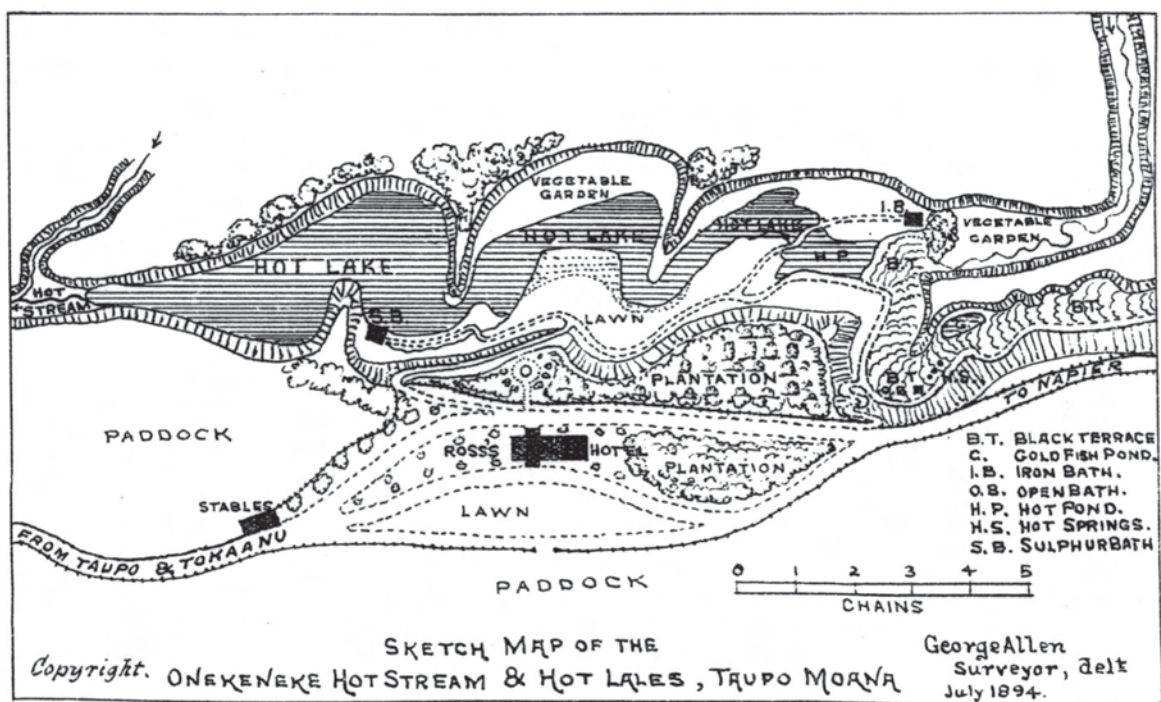 VEGETABLE
GARDEN
I.B.
HOT LAKE
HOT LAKE
HOT LAKE
VEGETABLE
GARDEN
H.P.
HOT
STREAM
S.B.
LAWN
B.T.
G.
H.S.
O.B.
PLANTATION
TO NAPIER
PADDOCK
ROSS'S HOTEL
PLANTATION
STABLES
LAWN
FROM TAUPO & TOKAANU
PADDOCK
B.T. BLACK TERRACE
G. GOLD FISH POND.
I.B. IRON BATH.
O.B. OPEN BATH.
H.P. HOT POND.
H.S. HOT SPRINGS.
S.B. SULPHUR BATH
0 1 2 3 4 5
CHAINS
SKETCH MAP OF THE
Copyright. ONEKENEKE HOT STREAM & HOT LALES, TAUPO MOANA
George Allen
Surveyor, delt
July 1894.